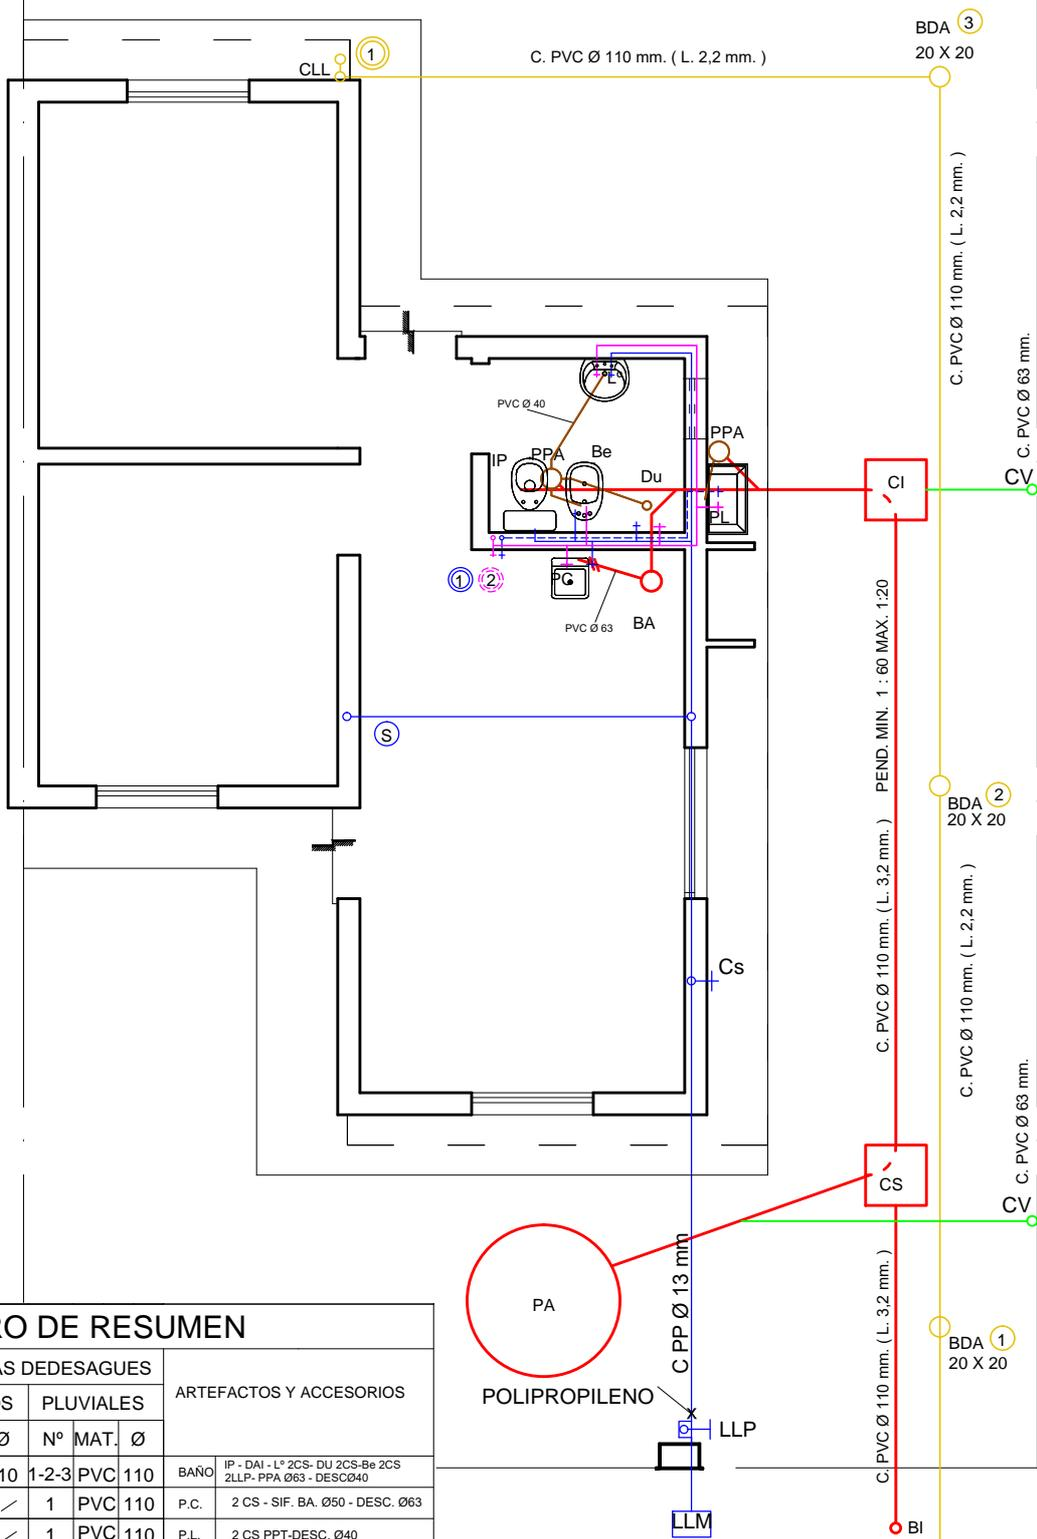 BDA 3
20 X 20
1
CLL
C. PVC Ø 110 mm. ( L. 2,2 mm. )
C. PVC Ø 110 mm. ( L. 2,2 mm. )
C. PVC Ø 63 mm.
PVC Ø 40
L
PPA
IP
PPA
Be
Du
CI
CV
PL
1
2
PC
PVC Ø 63
BA
PEND. MIN. 1 : 60 MAX. 1:20
S
BDA 2
20 X 20
C. PVC Ø 110 mm. ( L. 3,2 mm. )
C. PVC Ø 110 mm. ( L. 2,2 mm. )
Cs
C. PVC Ø 63 mm.
CS
CV
C PP Ø 13 mm
PA
C. PVC Ø 110 mm. ( L. 3,2 mm. )
BDA 1
20 X 20
POLIPROPILENO
X
LLP
LLM
BI
RO DE RESUMEN
AS DEDESAGUES
ARTEFACTOS Y ACCESORIOS
OS PLUVIALES
Ø Nº MAT. Ø
10 1-2-3 PVC 110 BAÑO IP - DAI - Lº 2CS- DU 2CS-Be 2CS
2LLP- PPA Ø63 - DESCØ40
1 PVC 110 P.C. 2 CS - SIF. BA. Ø50 - DESC. Ø63
1 PVC 110 P.L. 2 CS PPT-DESC. Ø40